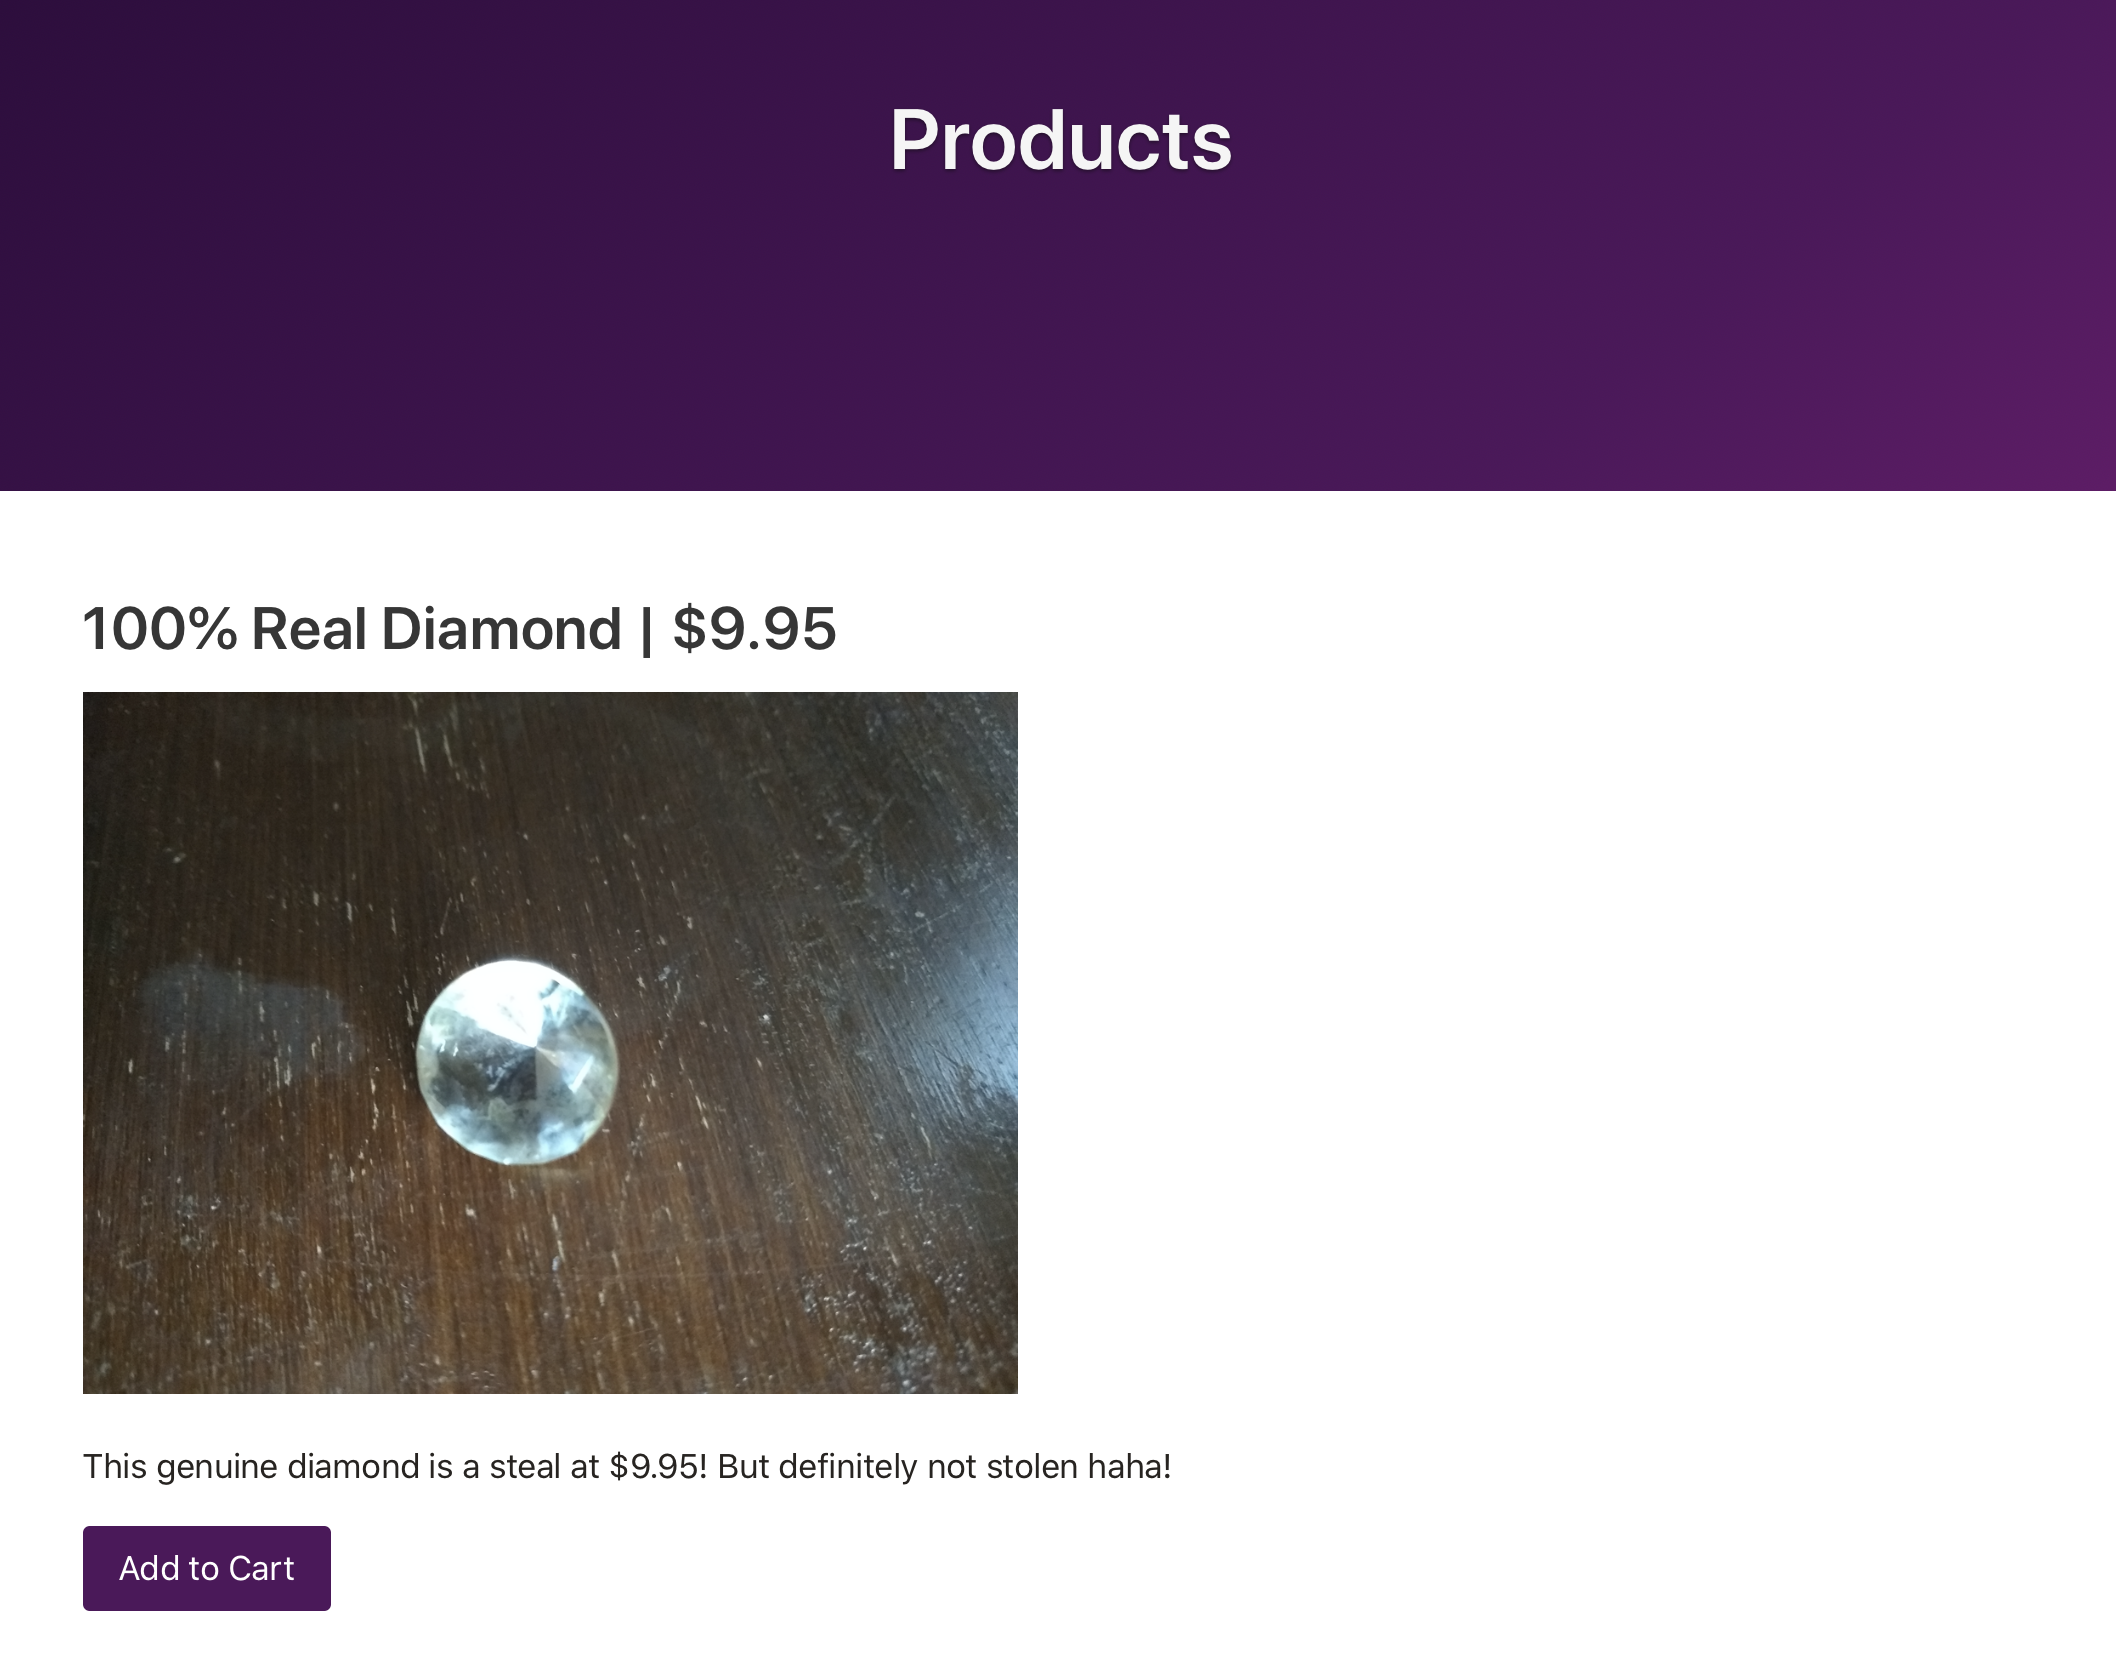 Products
100% Real Diamond | $9.95
This genuine diamond is a steal at $9.95! But definitely not stolen haha!
Add to Cart